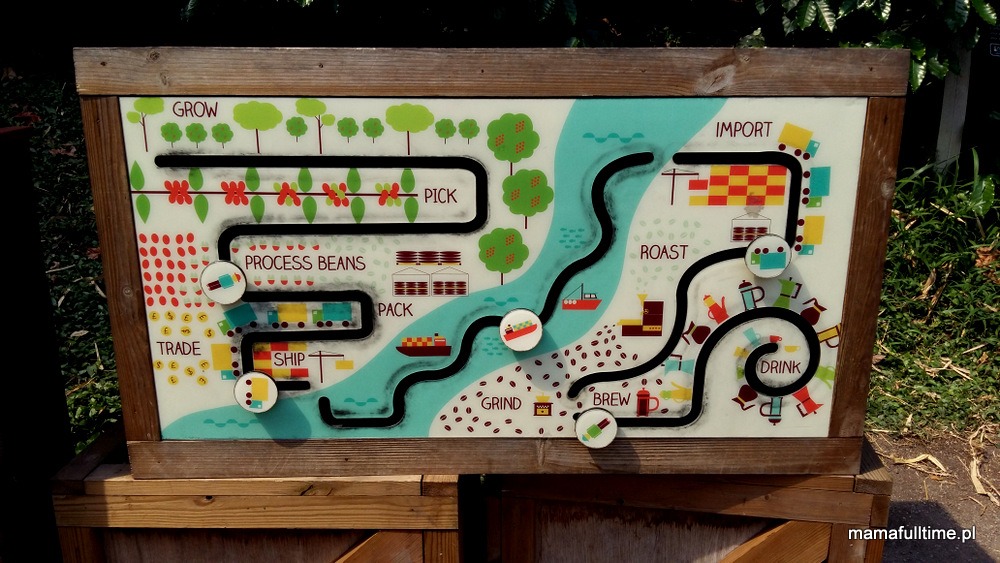 GROW
PICK
PROCESS BEANS
PACK
TRADE
SHIP
IMPORT
ROAST
GRIND
BREW
DRINK
mamafulltime.pl